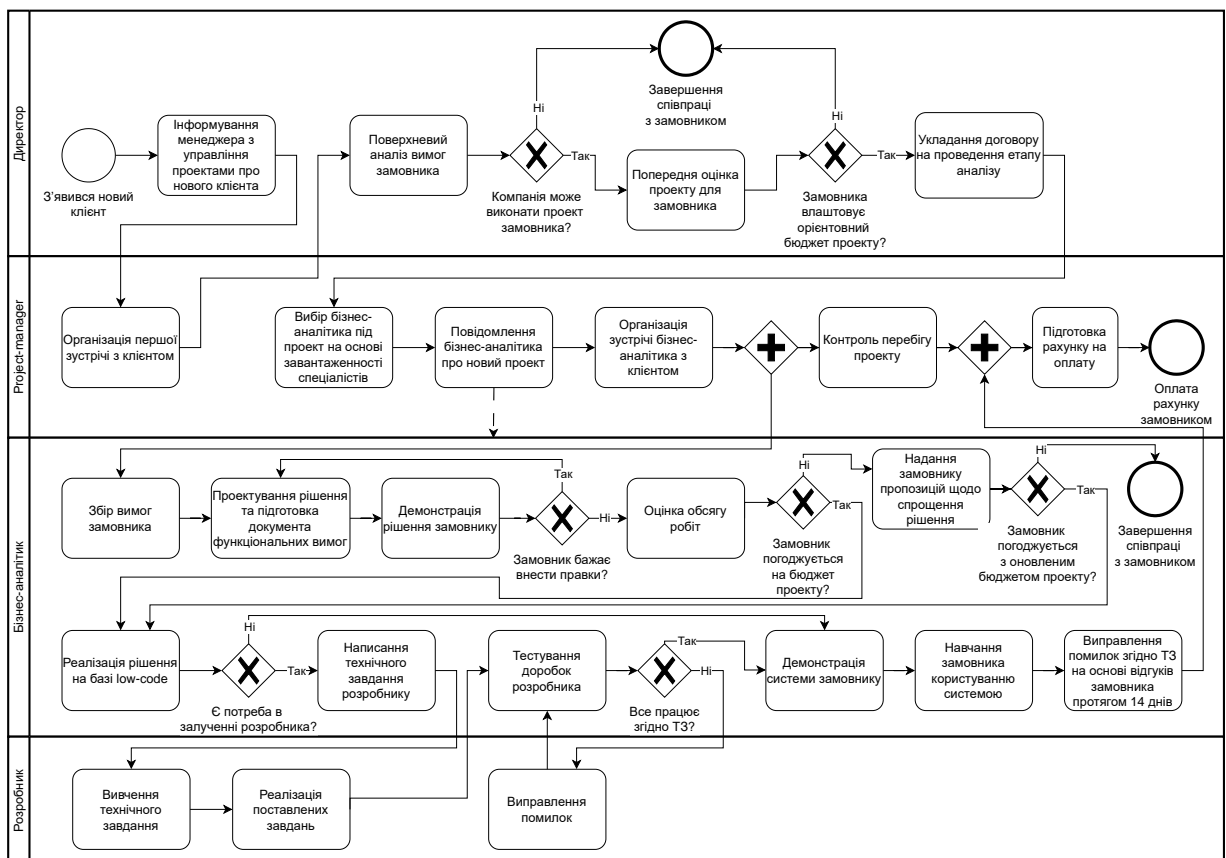 Директор
З'явився новий
клієнт
Інформування
менеджера з
управління
проектами про
нового клієнта
Поверхневий
аналіз вимог
замовника
Ні
Так
Компанія може
виконати проект
замовника?
Завершення
співпраці
з замовником
Попередня оцінка
проекту для
замовника
Ні
Так
Замовника
влаштовує
орієнтовний
бюджет проекту?
Укладання договору
на проведення етапу
аналізу
Project-manager
Організація першої
зустрічі з клієнтом
Вибір бізнес-
аналітика під
проект на основі
завантаженності
спеціалістів
Повідомлення
бізнес-аналітика
про новий проект
Організація
зустрічі бізнес-
аналітика з
клієнтом
Контроль перебігу
проекту
Підготовка
рахунку на
оплату
Оплата
рахунку
замовником
Бізнес-аналітик
Збір вимог
замовника
Проектування рішення
та підготовка
документа
функціональних вимог
Демонстрація
рішення замовнику
Так
Ні
Замовник бажає
внести правки?
Оцінка обсягу
робіт
Ні
Так
Замовник
погоджується
на бюджет
проекту?
Надання
замовнику
пропозицій щодо
спрощення
рішення
Ні
Так
Замовник
погоджується
з оновленим
бюджетом проекту?
Завершення
співпраці
з замовником
Реалізація рішення
на базі low-code
Ні
Так
Є потреба в
залученні розробника?
Написання
технічного
завдання
розробнику
Тестування
доробок
розробника
Так
Ні
Все працює
згідно ТЗ?
Демонстрація
системи замовнику
Навчання
замовника
користуванню
системою
Виправлення
помилок згідно ТЗ
на основі відгуків
замовника
протягом 14 днів
Розробник
Вивчення
технічного
завдання
Реалізація
поставлених
завдань
Виправлення
помилок